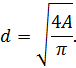 d = √(4A/π).